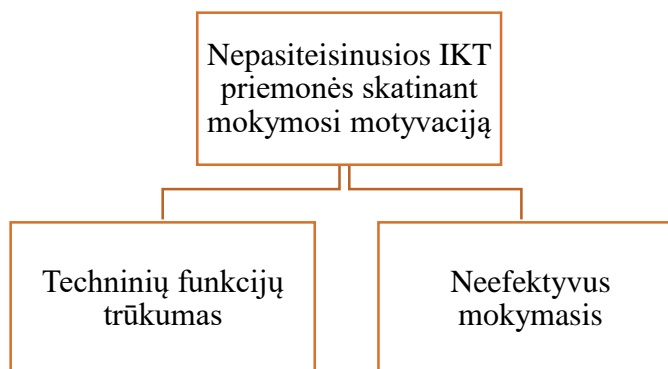 Nepasiteisinusios IKT
priemonės skatinant
mokymosi motyvaciją
Techninių funkcijų
trūkumas
Neefektyvus
mokymasis